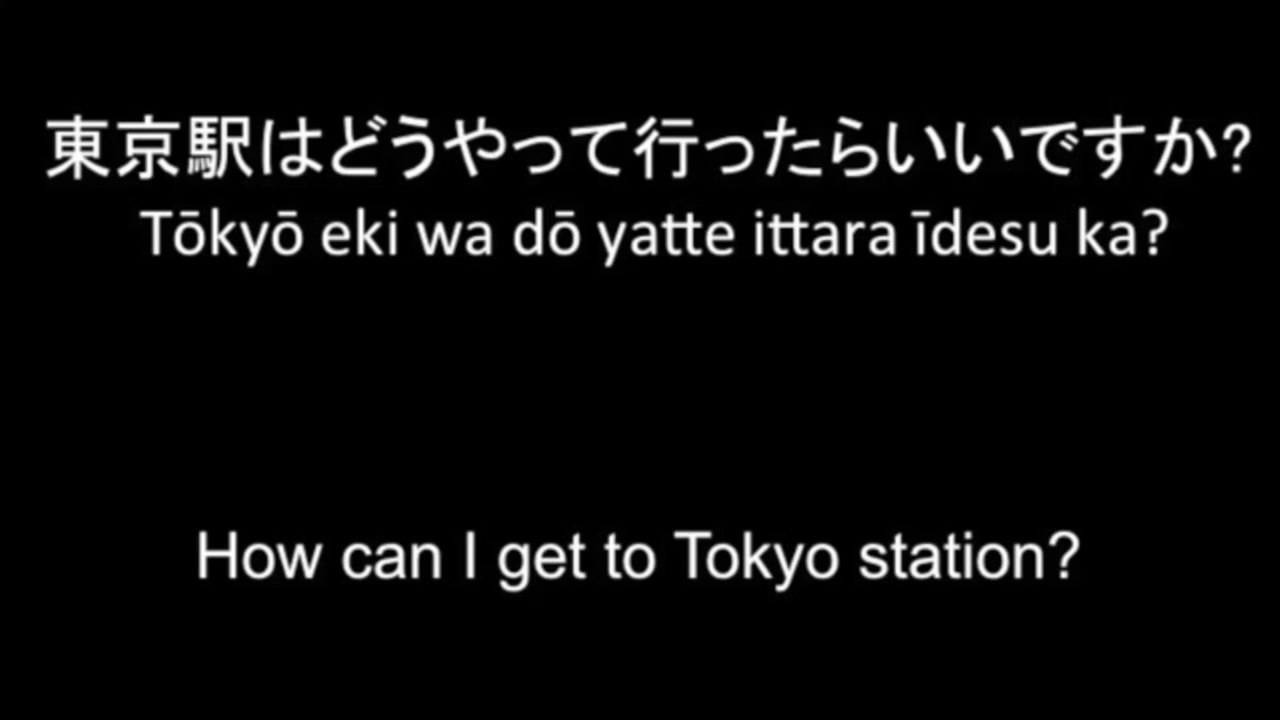 東京駅はどうやって行ったらいいですか?
Tōkyō eki wa dō yatte ittara īdesu ka?
How can I get to Tokyo station?